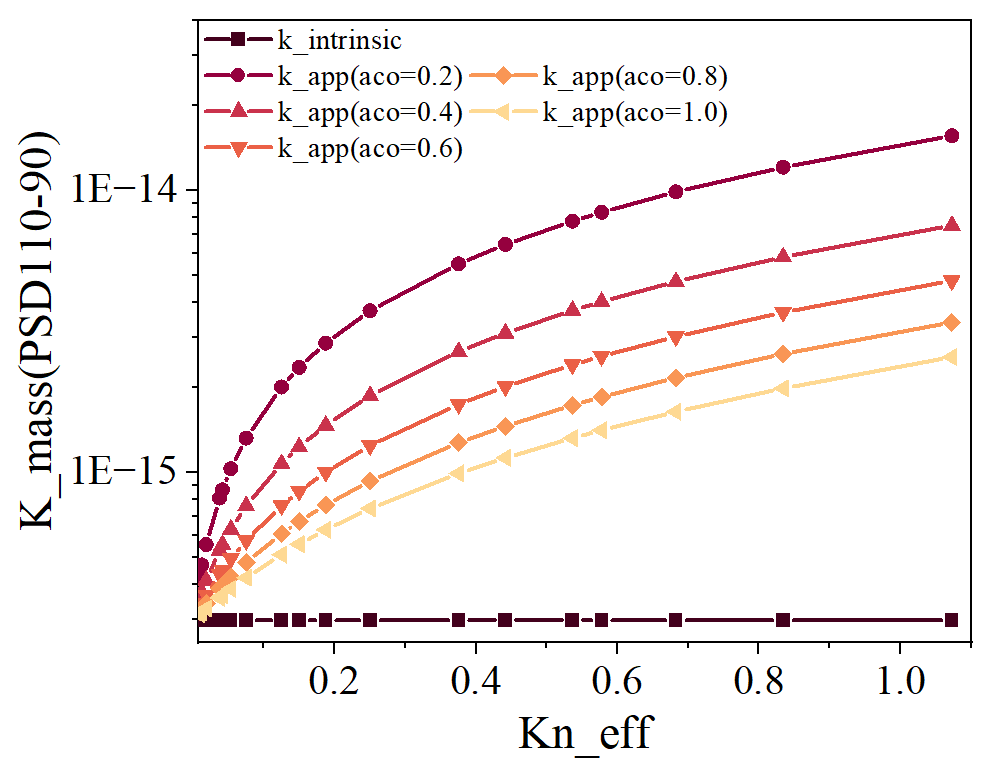 k_intrinsic
k_app(aco=0.2) k_app(aco=0.8)
k_app(aco=0.4) k_app(aco=1.0)
k_app(aco=0.6)
K_mass(PSD110-90)
1E−14
1E−15
0.2 0.4 0.6 0.8 1.0
Kn_eff